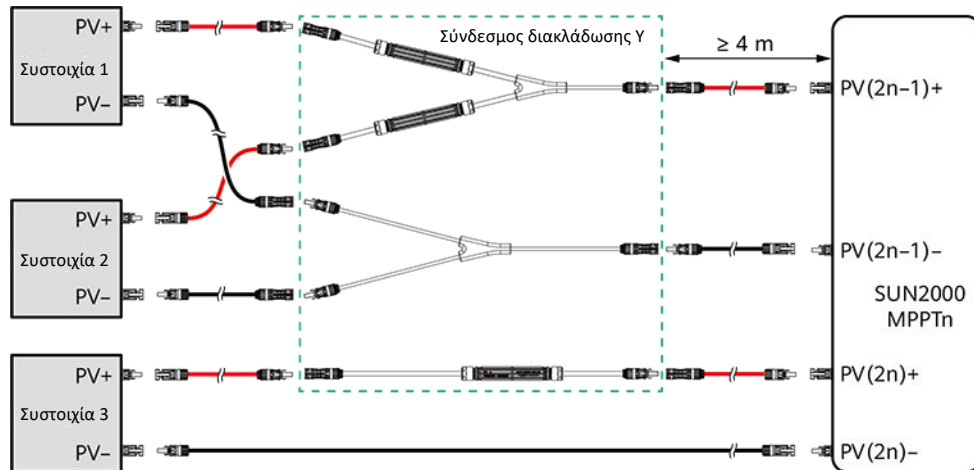 PV+
Συστοιχία 1
PV−
PV+
Συστοιχία 2
PV−
PV+
Συστοιχία 3
PV−
Σύνδεσμος διακλάδωσης Y
≥ 4 m
PV(2n−1)+
PV(2n−1)−
SUN2000
MPPTn
PV(2n)+
PV(2n)−